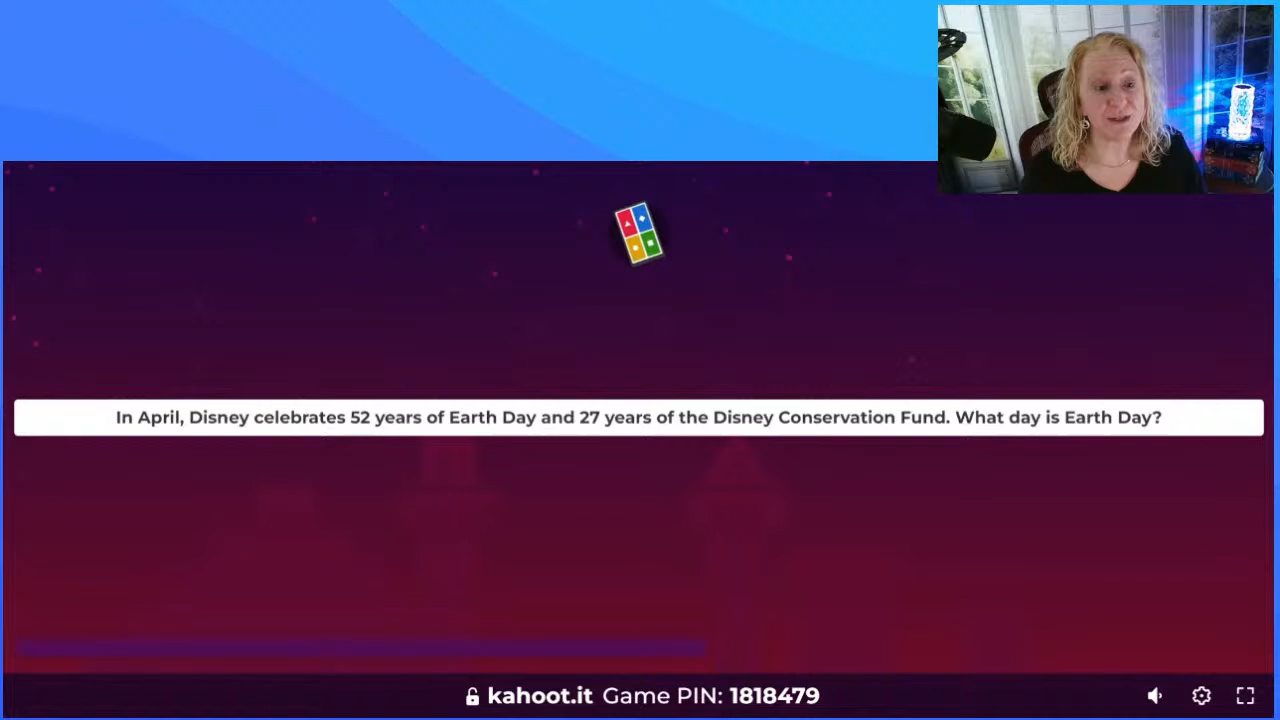 In April, Disney celebrates 52 years of Earth Day and 27 years of the Disney Conservation Fund. What day is Earth Day?
kahoot.it Game PIN: 1818479